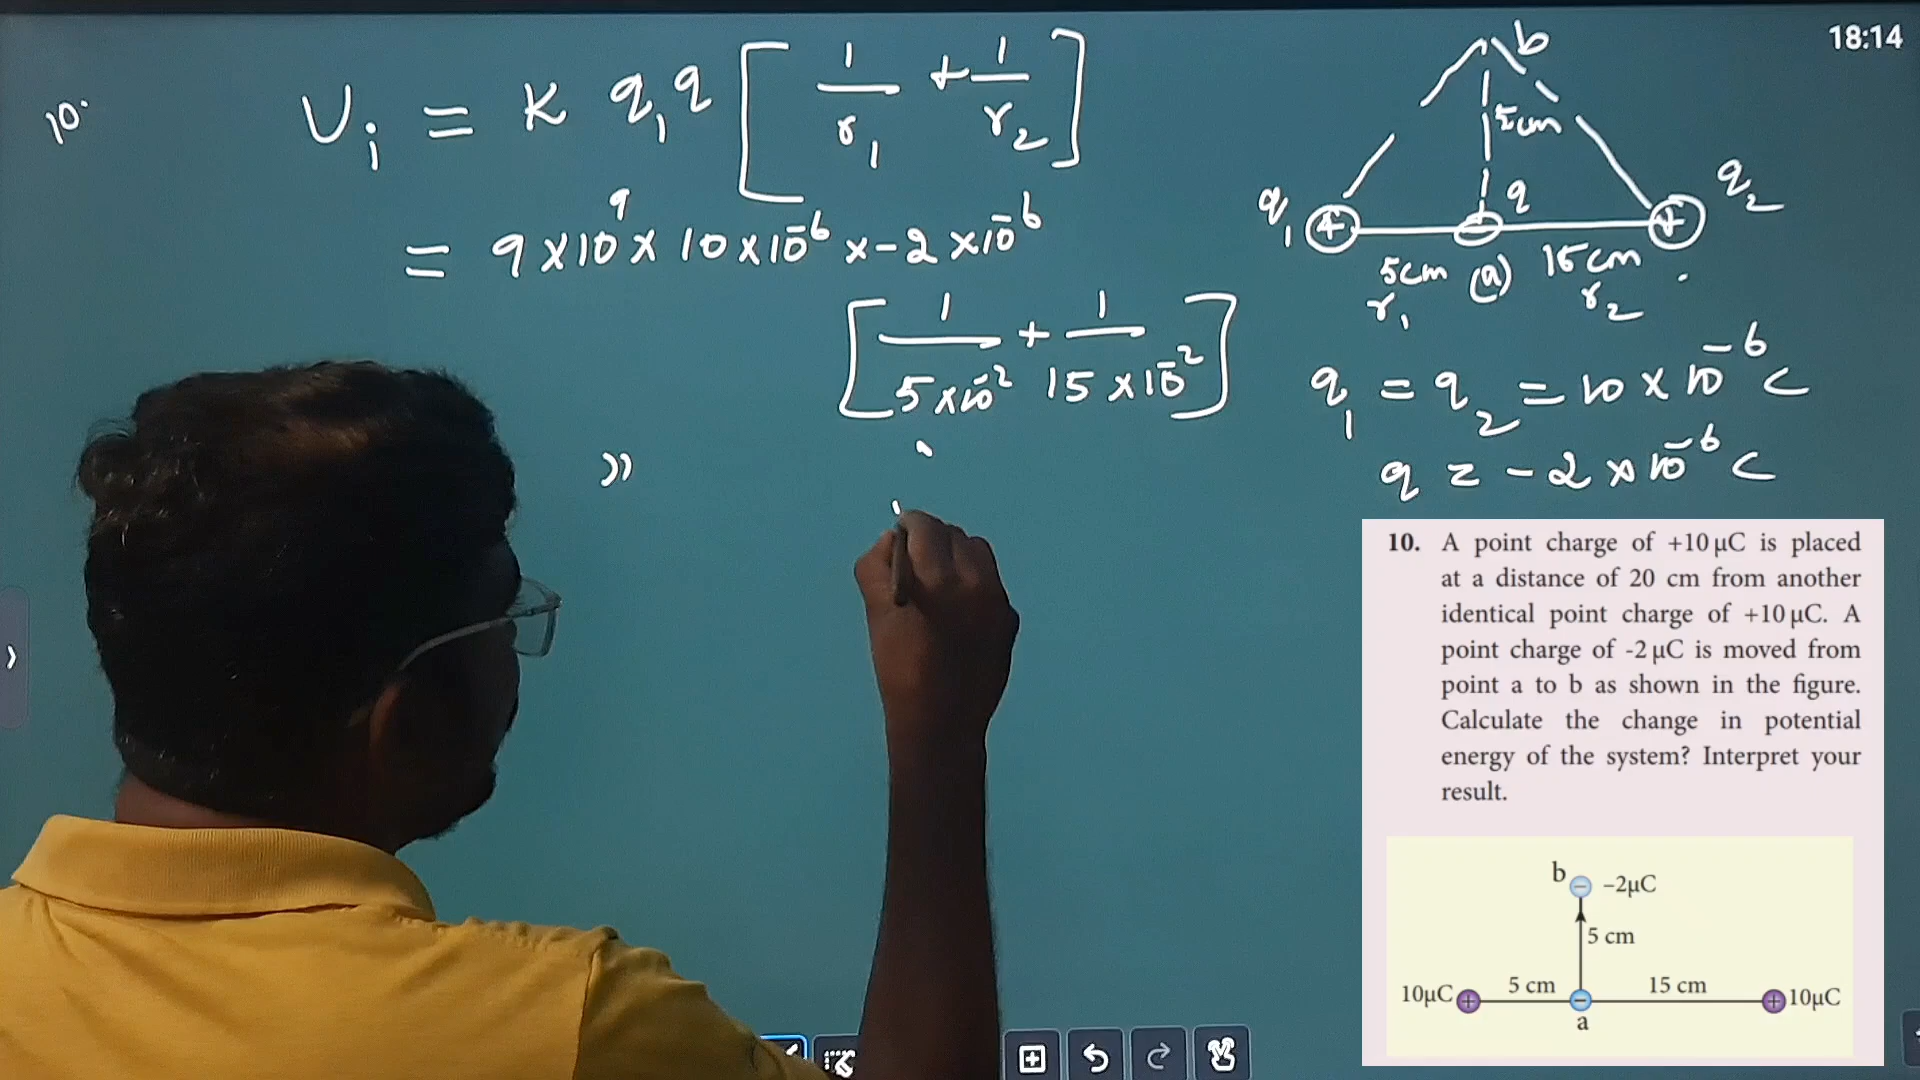 18:14
10.
U_i = K q_1 q [ 1/r_1 + 1/r_2 ]
= 9 × 10^9 × 10 × 10^-6 × -2 × 10^-6
[ 1/(5 × 10^-2) + 1/(15 × 10^-2) ]
b
5cm
q_1 + q + q_2
5cm (a) 15cm
r_1 r_2
q_1 = q_2 = 10 × 10^-6 C
q = -2 × 10^-6 C
10. A point charge of +10 µC is placed
at a distance of 20 cm from another
identical point charge of +10 µC. A
point charge of -2 µC is moved from
point a to b as shown in the figure.
Calculate the change in potential
energy of the system? Interpret your
result.
b −2µC
5 cm
5 cm 15 cm
10µC + − + 10µC
a